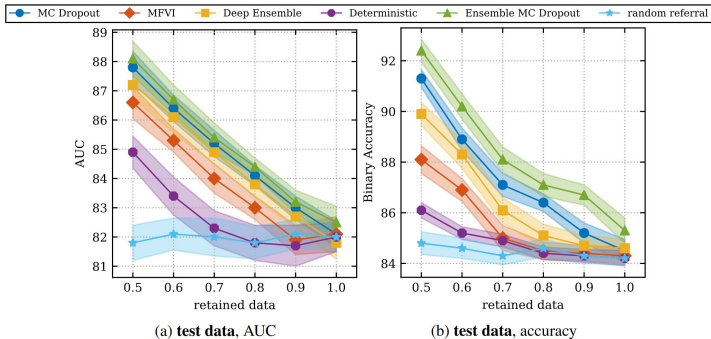 MC Dropout MFVI Deep Ensemble Deterministic Ensemble MC Dropout random referral
89
88
87
86
85
84
83
82
81
AUC
0.5 0.6 0.7 0.8 0.9 1.0
retained data
(a) test data, AUC
92
90
88
86
84
Binary Accuracy
0.5 0.6 0.7 0.8 0.9 1.0
retained data
(b) test data, accuracy